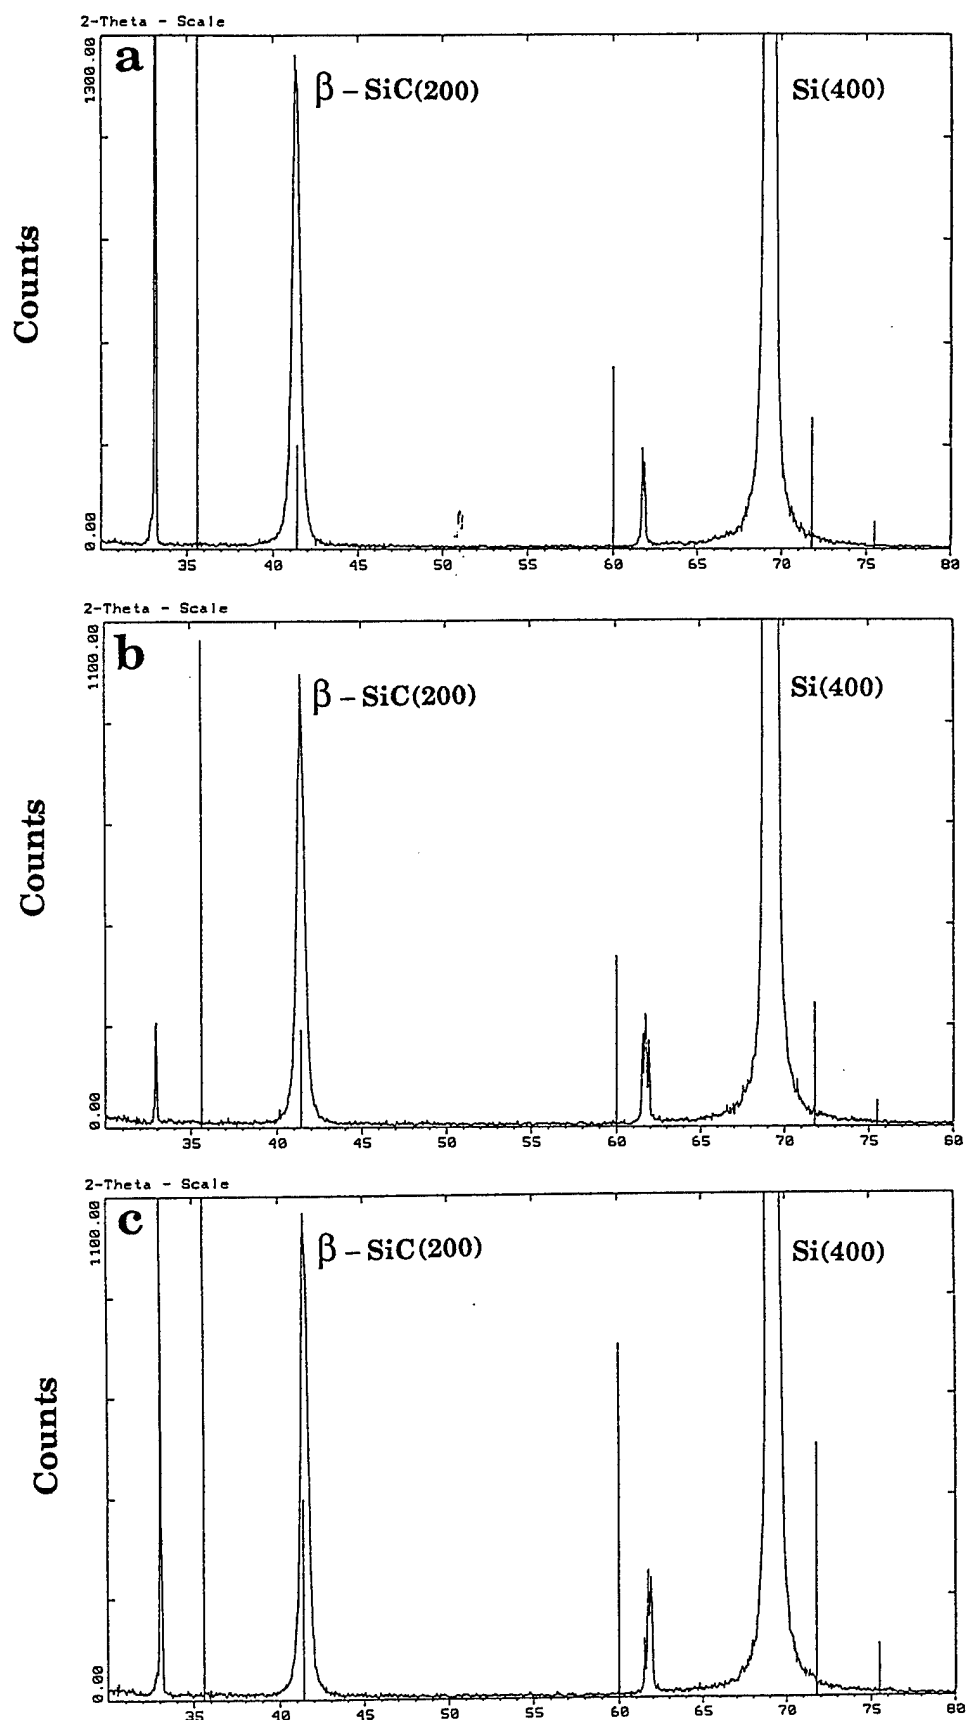 2-Theta - Scale
a
1300.00
β – SiC(200)
Si(400)
Counts
0.00
35 40 45 50 55 60 65 70 75 80
2-Theta - Scale
b
1100.00
β – SiC(200)
Si(400)
Counts
0.00
35 40 45 50 55 60 65 70 75 80
2-Theta - Scale
c
1100.00
β – SiC(200)
Si(400)
Counts
0.00
35 40 45 50 55 60 65 70 75 80